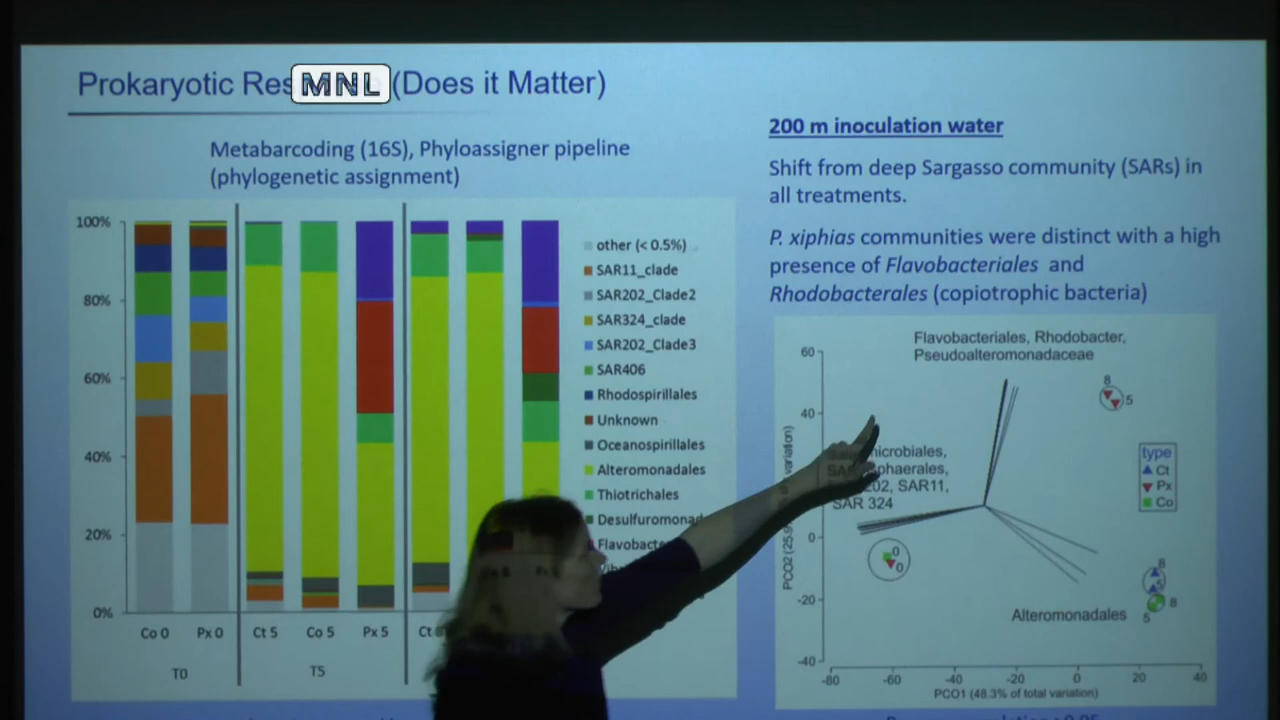 Prokaryotic Res
MNL
(Does it Matter)
Metabarcoding (16S), Phyloassigner pipeline
(phylogenetic assignment)
100%
80%
60%
40%
20%
0%
Co 0
Px 0
Ct 5
Co 5
Px 5
Ct
T0
T5
other (< 0.5%)
SAR11_clade
SAR202_Clade2
SAR324_clade
SAR202_Clade3
SAR406
Rhodospirillales
Unknown
Oceanospirillales
Alteromonadales
Thiotrichales
Desulfuromonad
Flavobacte
200 m inoculation water
Shift from deep Sargasso community (SARs) in
all treatments.
P. xiphias communities were distinct with a high
presence of Flavobacteriales and
Rhodobacterales (copiotrophic bacteria)
Flavobacteriales, Rhodobacter,
Pseudoalteromonadaceae
60
40
0
-20
-40
microbiales,
sphaerales,
202, SAR11,
SAR 324
8
5
type
Ct
Px
Co
0
0
8
5
8
5
Alteromonadales
-80
-60
-40
-20
0
20
40
PCO2 (25.
variation)
PCO1 (48.3% of total variation)